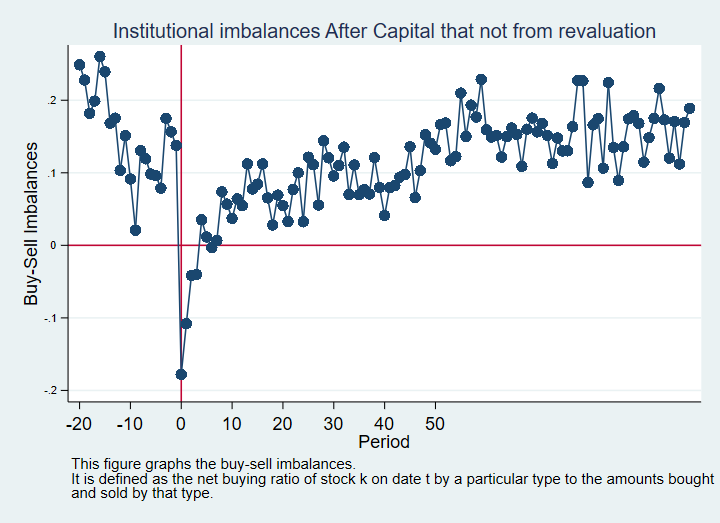 Institutional imbalances After Capital that not from revaluation
Buy-Sell Imbalances
.2
.1
0
-.1
-.2
-20 -10 0 10 20 30 40 50
Period
This figure graphs the buy-sell imbalances.
It is defined as the net buying ratio of stock k on date t by a particular type to the amounts bought
and sold by that type.